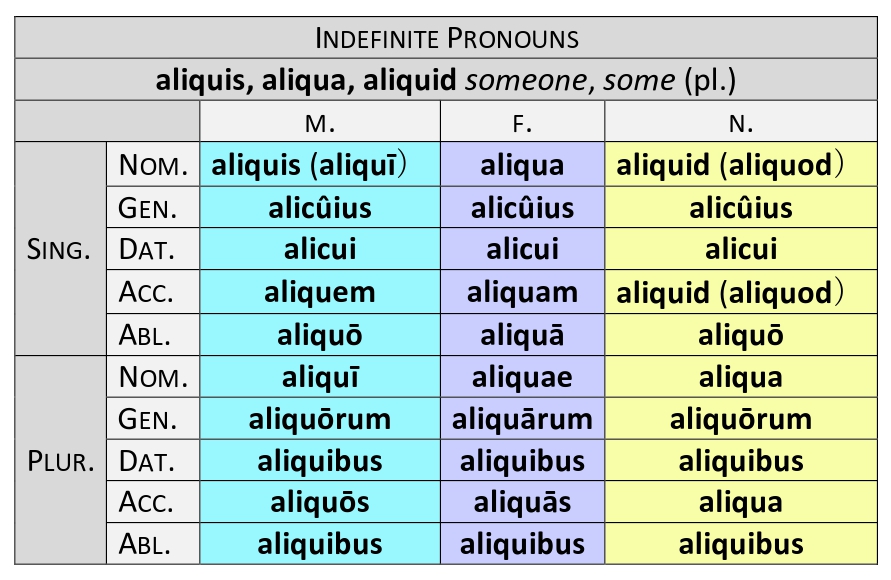 INDEFINITE PRONOUNS
aliquis, aliqua, aliquid someone, some (pl.)
M. F. N.
SING.
NOM. aliquis (aliquī) aliqua aliquid (aliquod)
GEN. alicûius alicûius alicûius
DAT. alicui alicui alicui
ACC. aliquem aliquam aliquid (aliquod)
ABL. aliquō aliquā aliquō
PLUR.
NOM. aliquī aliquae aliqua
GEN. aliquōrum aliquārum aliquōrum
DAT. aliquibus aliquibus aliquibus
ACC. aliquōs aliquās aliqua
ABL. aliquibus aliquibus aliquibus